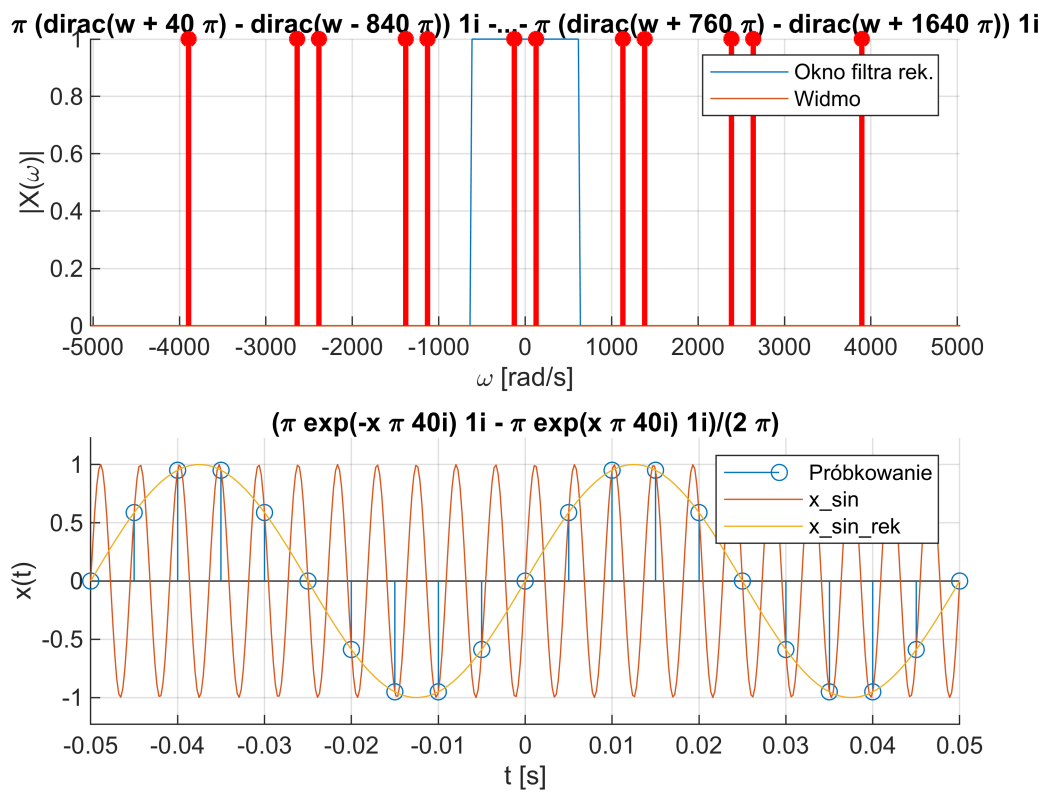 π (dirac(w + 40 π) - dirac(w - 840 π)) 1i -...- π (dirac(w + 760 π) - dirac(w + 1640 π)) 1i
1
0.8
0.6
0.4
0.2
0
|X(ω)|
Okno filtra rek.
Widmo
-5000 -4000 -3000 -2000 -1000 0 1000 2000 3000 4000 5000
ω [rad/s]
(π exp(-x π 40i) 1i - π exp(x π 40i) 1i)/(2 π)
1
0.5
0
-0.5
-1
x(t)
Próbkowanie
x_sin
x_sin_rek
-0.05 -0.04 -0.03 -0.02 -0.01 0 0.01 0.02 0.03 0.04 0.05
t [s]